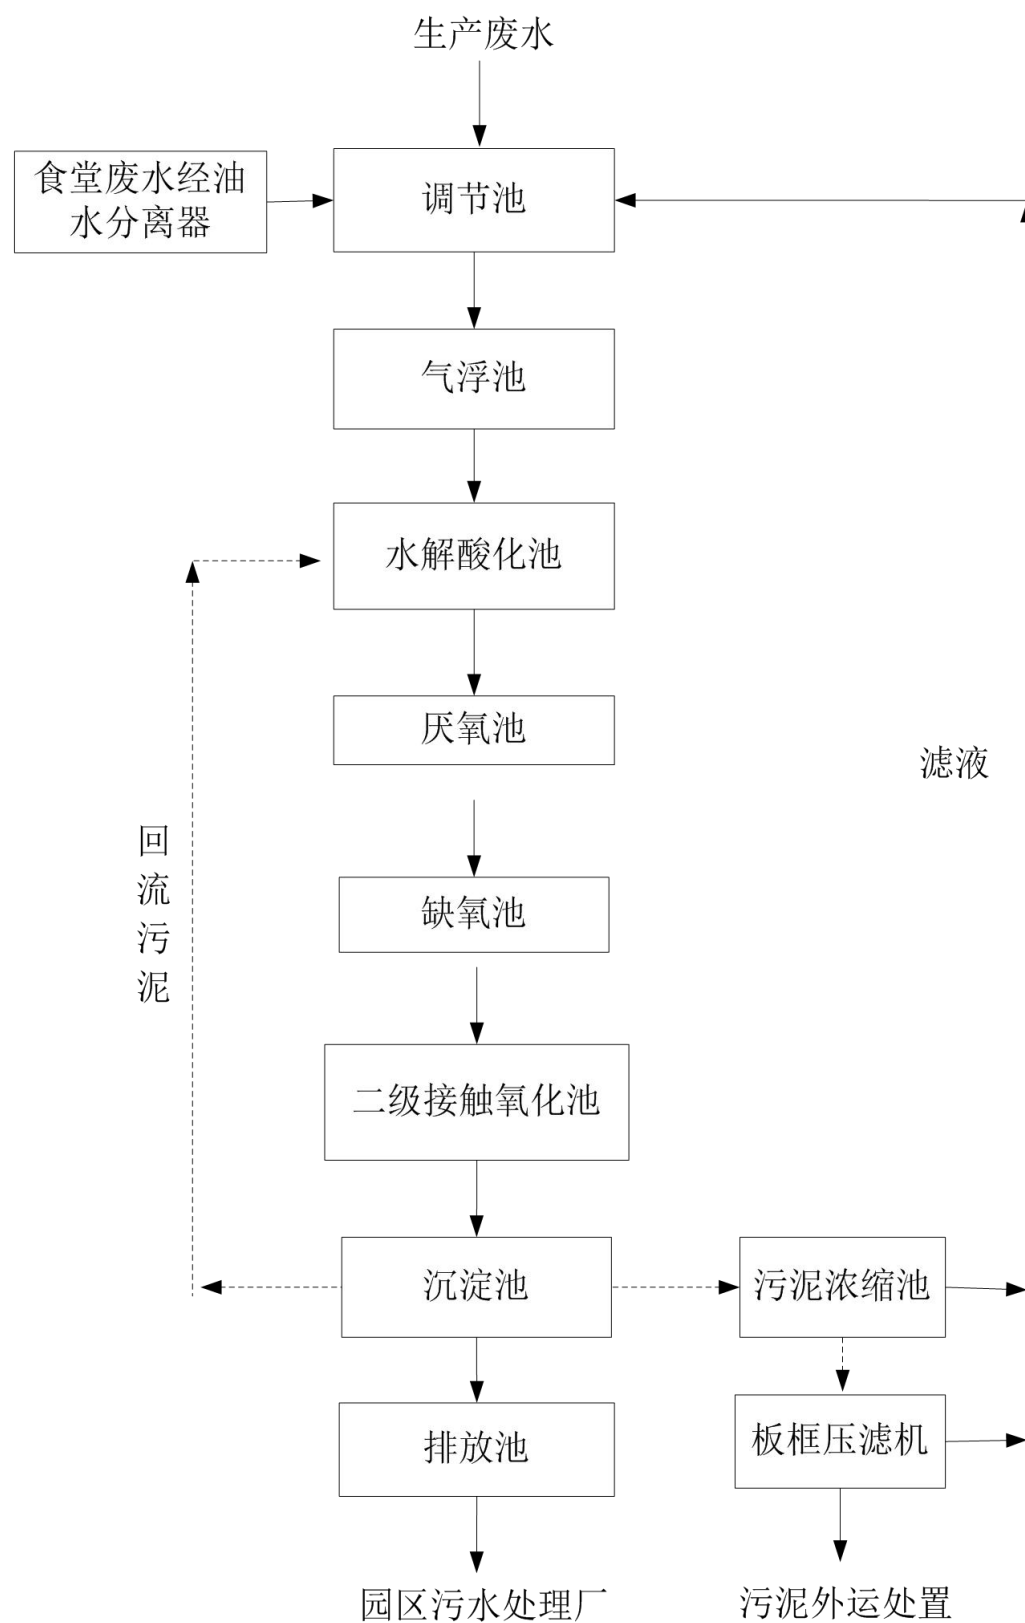 生产废水
食堂废水经油
水分离器
调节池
气浮池
水解酸化池
厌氧池
滤液
回流污泥
缺氧池
二级接触氧化池
沉淀池
污泥浓缩池
排放池
板框压滤机
园区污水处理厂
污泥外运处置